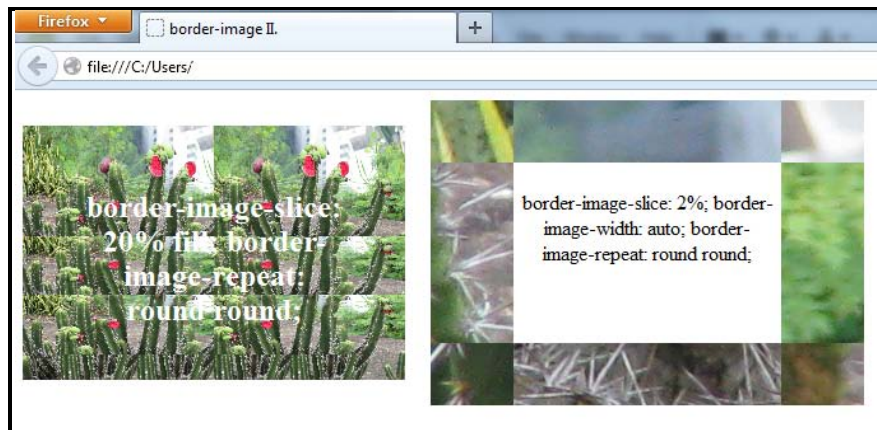 Firefox
border-image II.
file:///C:/Users/
border-image-slice:
20% fill; border-
image-repeat:
round round;
border-image-slice: 2%; border-
image-width: auto; border-
image-repeat: round round;